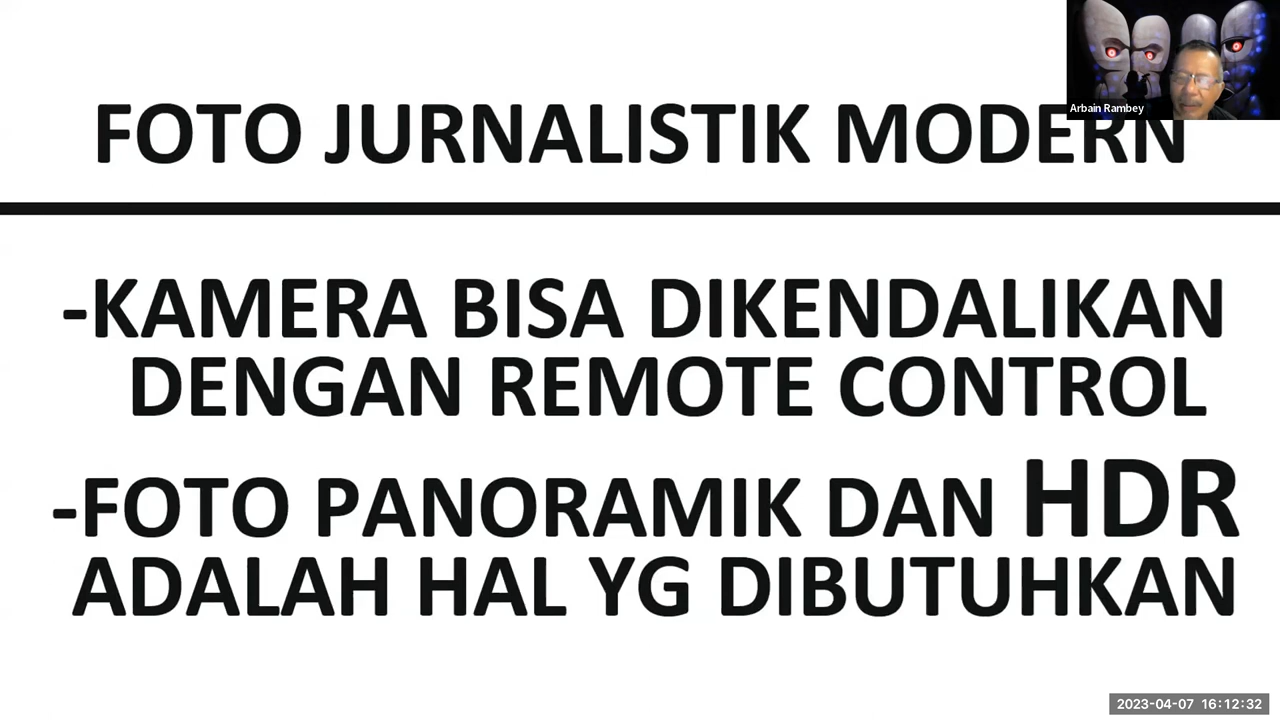 Arbain Rambey
FOTO JURNALISTIK MODERN
-KAMERA BISA DIKENDALIKAN
DENGAN REMOTE CONTROL
-FOTO PANORAMIK DAN HDR
ADALAH HAL YG DIBUTUHKAN
2023-04-07 16:12:32